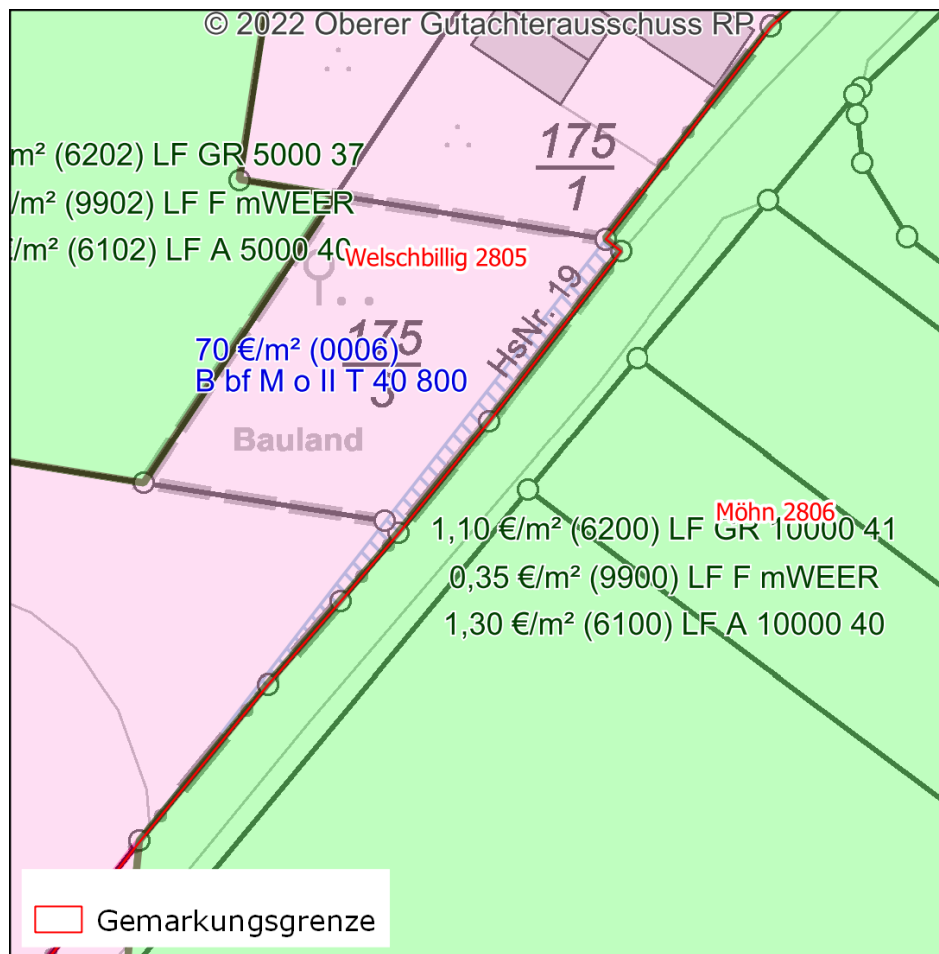 © 2022 Oberer Gutachterausschuss RP
175
1
m² (6202) LF GR 5000 37
/m² (9902) LF F mWEER
/m² (6102) LF A 5000 40
Welschbillig 2805
HsNr. 19
175
3
70 €/m² (0006)
B bf M o II T 40 800
Bauland
Möhn 2806
1,10 €/m² (6200) LF GR 10000 41
0,35 €/m² (9900) LF F mWEER
1,30 €/m² (6100) LF A 10000 40
Gemarkungsgrenze